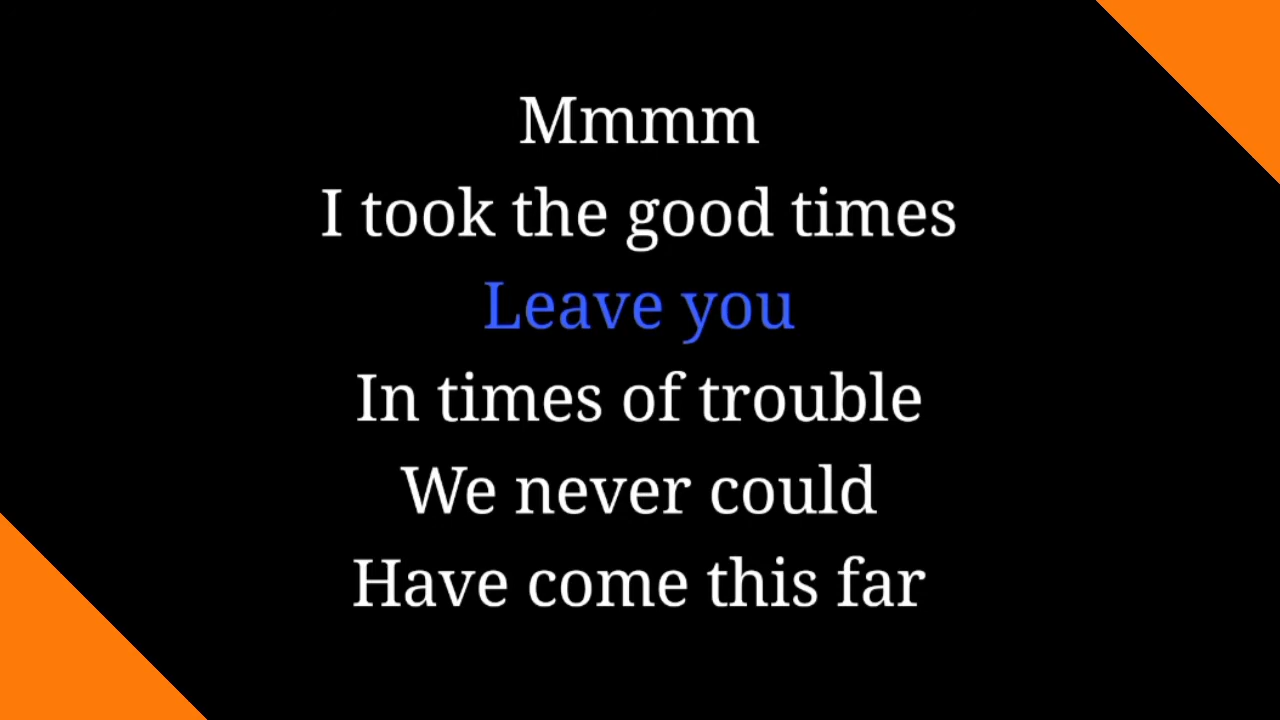 Mmmm
I took the good times
Leave you
In times of trouble
We never could
Have come this far